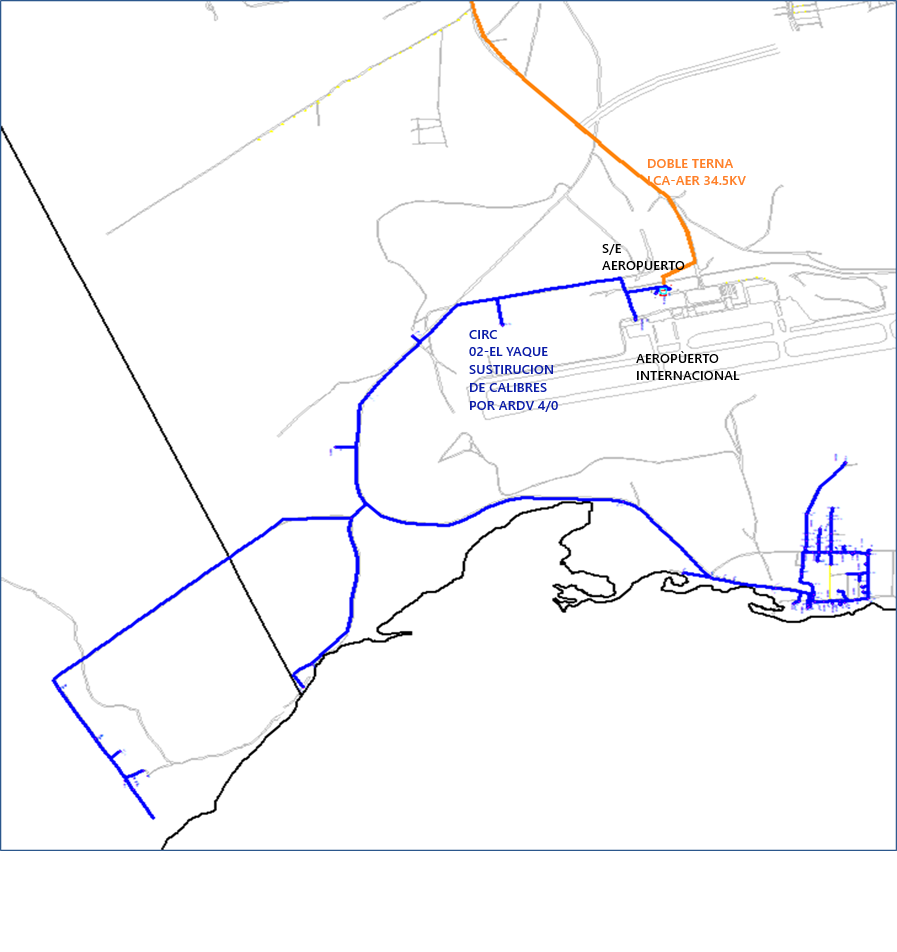 DOBLE TERNA
LCA-AER 34.5KV
S/E
AEROPUERTO
CIRC
02-EL YAQUE
SUSTIRUCION
DE CALIBRES
POR ARDV 4/0
AEROPÙERTO
INTERNACIONAL